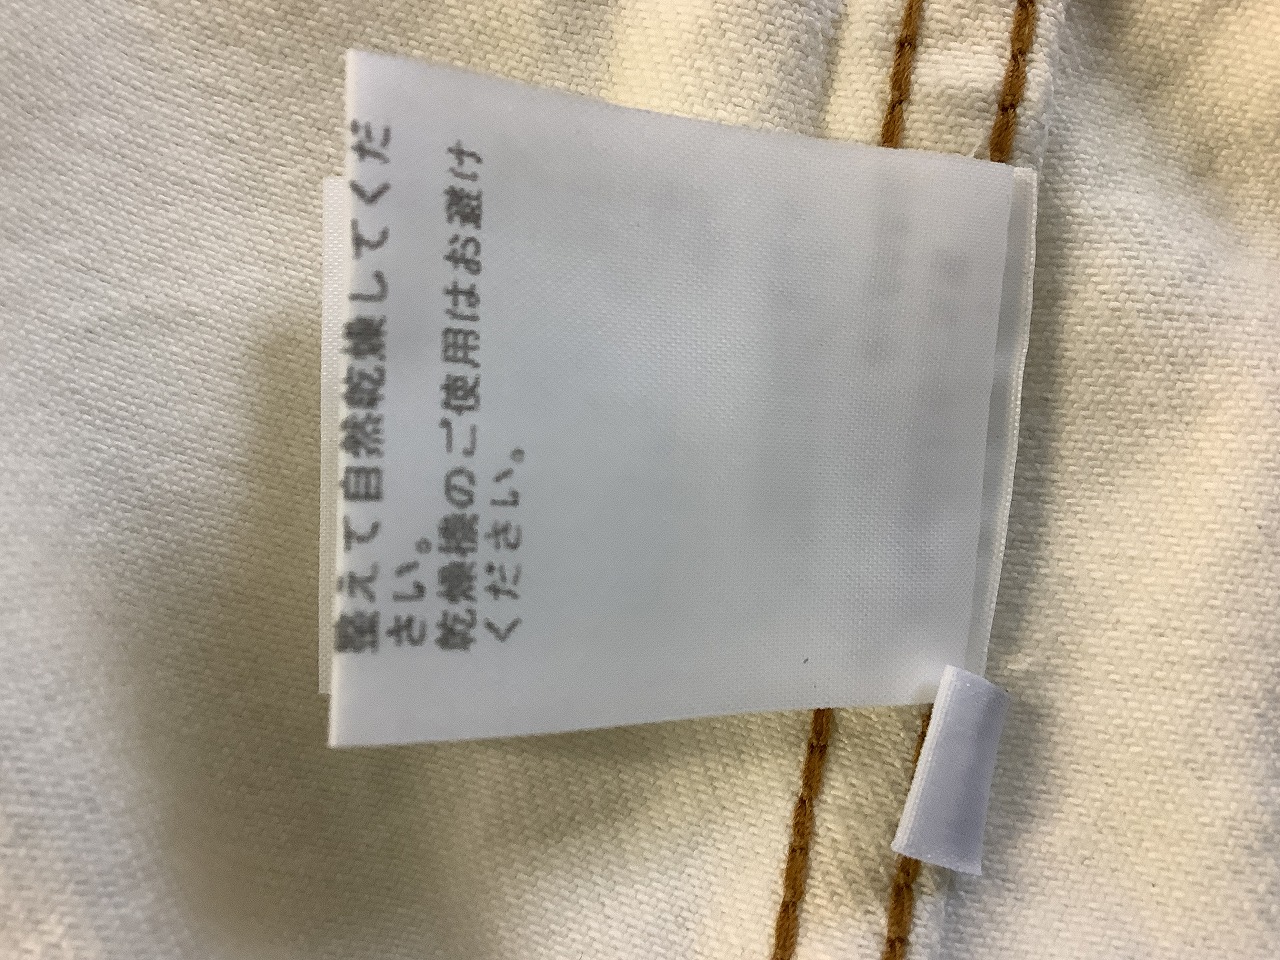 整えて自然乾燥してくだ
さい。
乾燥機のご使用はお避け
ください。